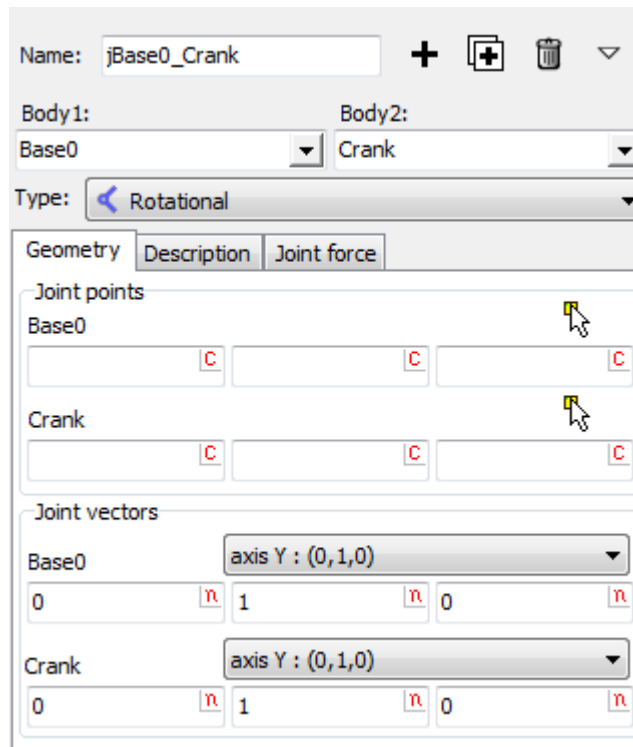 Name: jBase0_Crank
Body1: Body2:
Base0 Crank
Type: Rotational
Geometry Description Joint force
Joint points
Base0
C C C
Crank
C C C
Joint vectors
Base0 axis Y : (0,1,0)
0 n 1 n 0 n
Crank axis Y : (0,1,0)
0 n 1 n 0 n